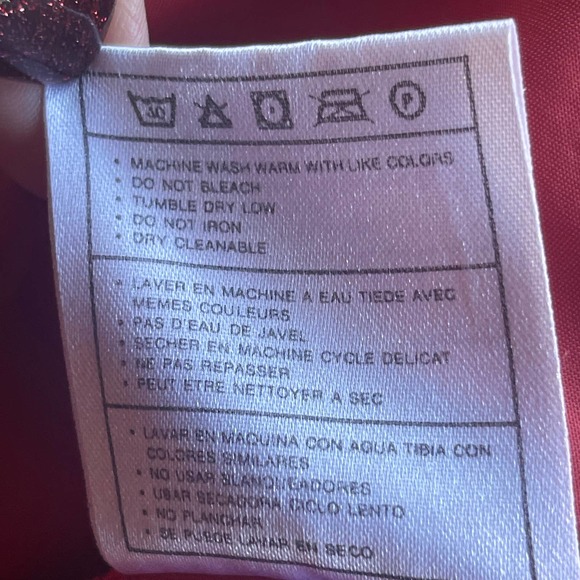 40 P
• MACHINE WASH WARM WITH LIKE COLORS
• DO NOT BLEACH
• TUMBLE DRY LOW
• DO NOT IRON
• DRY CLEANABLE
• LAVER EN MACHINE A EAU TIEDE AVEC
MEMES COULEURS
• PAS D'EAU DE JAVEL
• SECHER EN MACHINE CYCLE DELICAT
• NE PAS REPASSER
• PEUT ETRE NETTOYER A SEC
• LAVAR EN MAQUINA CON AGUA TIBIA CON
COLORES SIMILARES
• NO USAR BLANQUEADORES
• USAR SECADORA CICLO LENTO
• NO PLANCHAR
• SE PUEDE LAVAR EN SECO